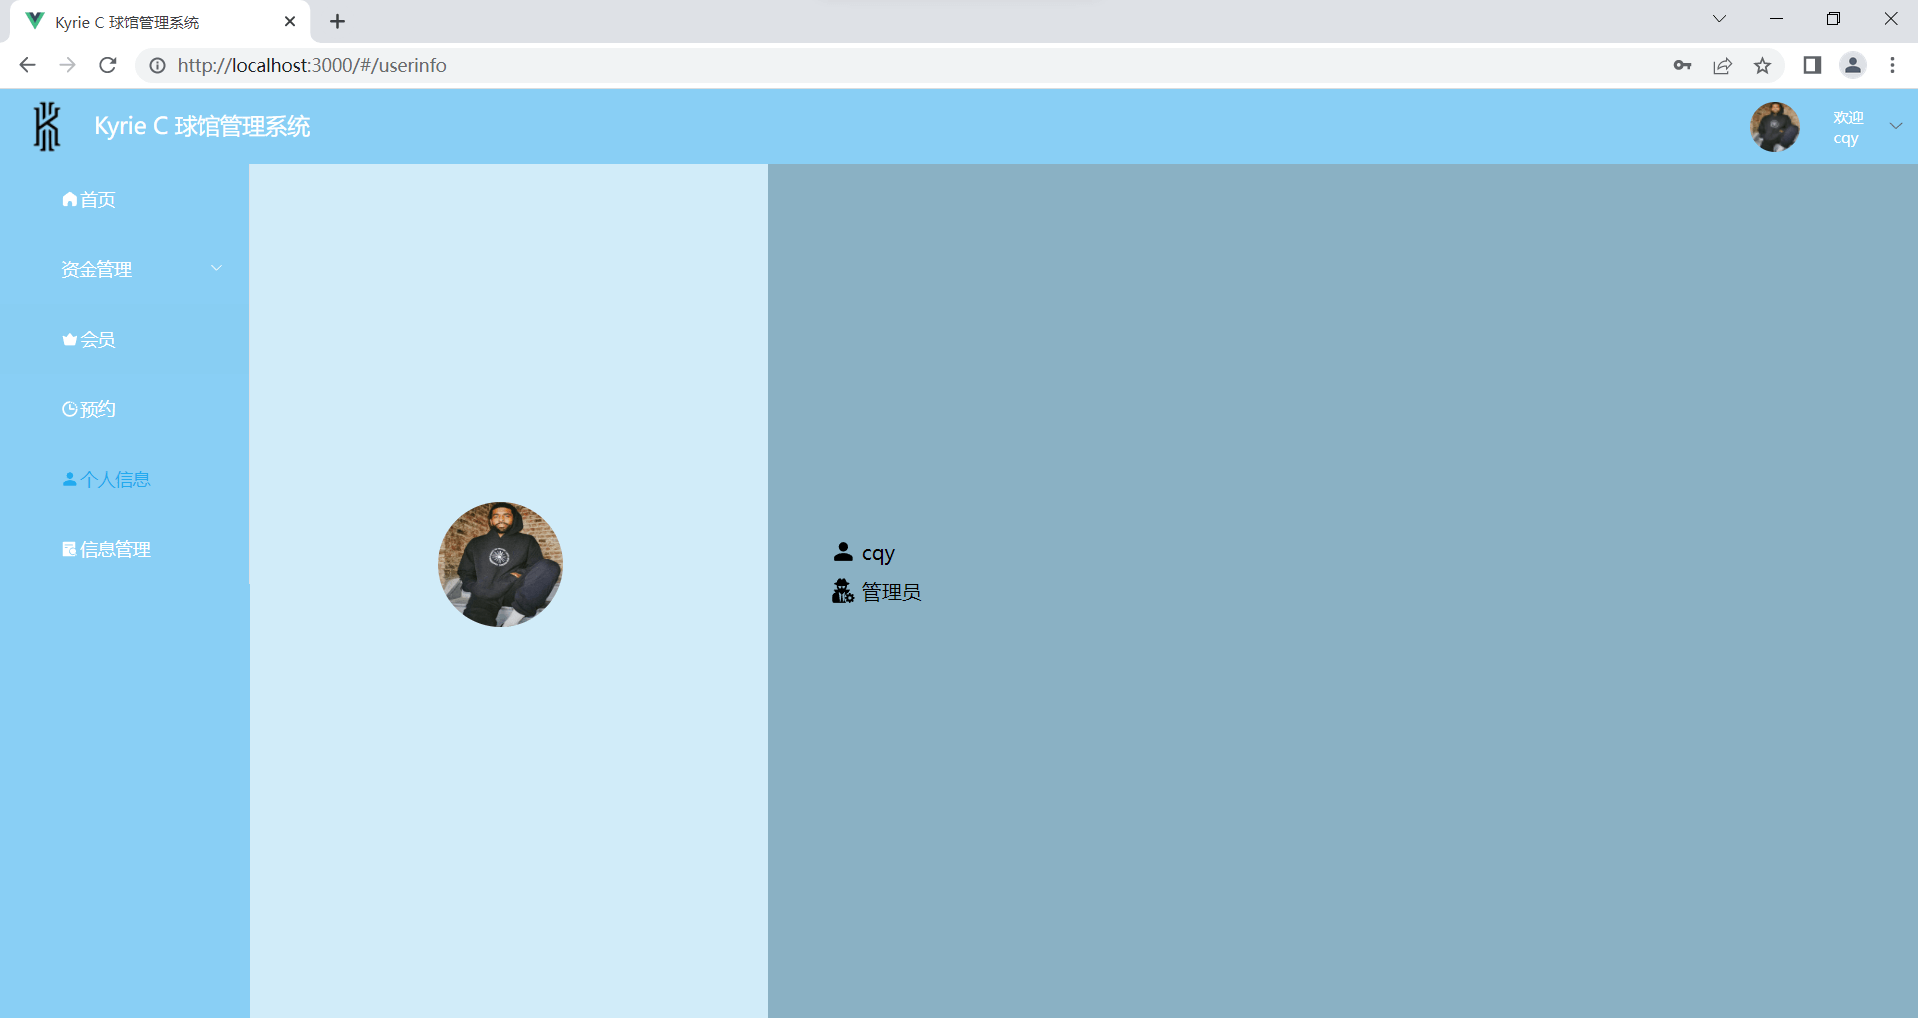 Kyrie C 球馆管理系统
http://localhost:3000/#/userinfo
Kyrie C 球馆管理系统
欢迎
cqy
首页
资金管理
会员
预约
个人信息
信息管理
cqy
管理员